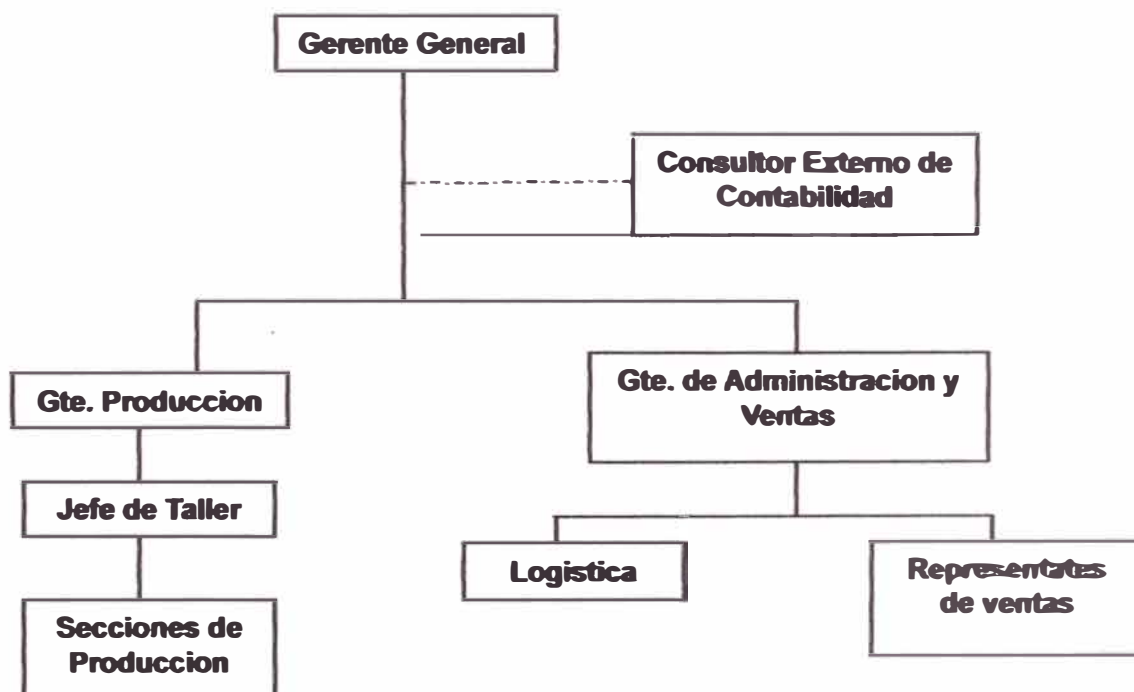 Gerente General
Consultor Externo de
Contabilidad
Gte. Produccion
Gte. de Administracion y
Ventas
Jefe de Taller
Logistica
Representates
de ventas
Secciones de
Produccion